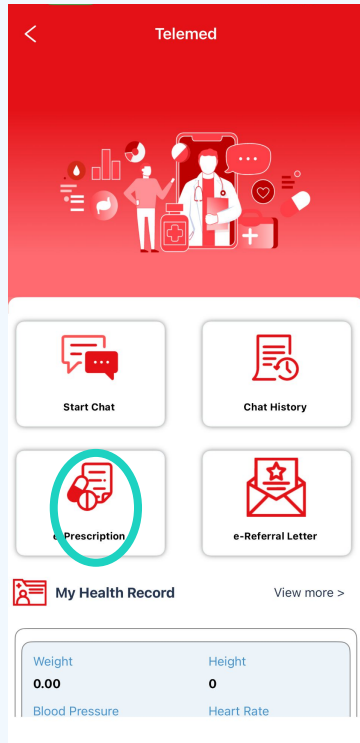 Telemed
Start Chat
Chat History
e-Prescription
e-Referral Letter
My Health Record
View more >
Weight
Height
0.00
0
Blood Pressure
Heart Rate